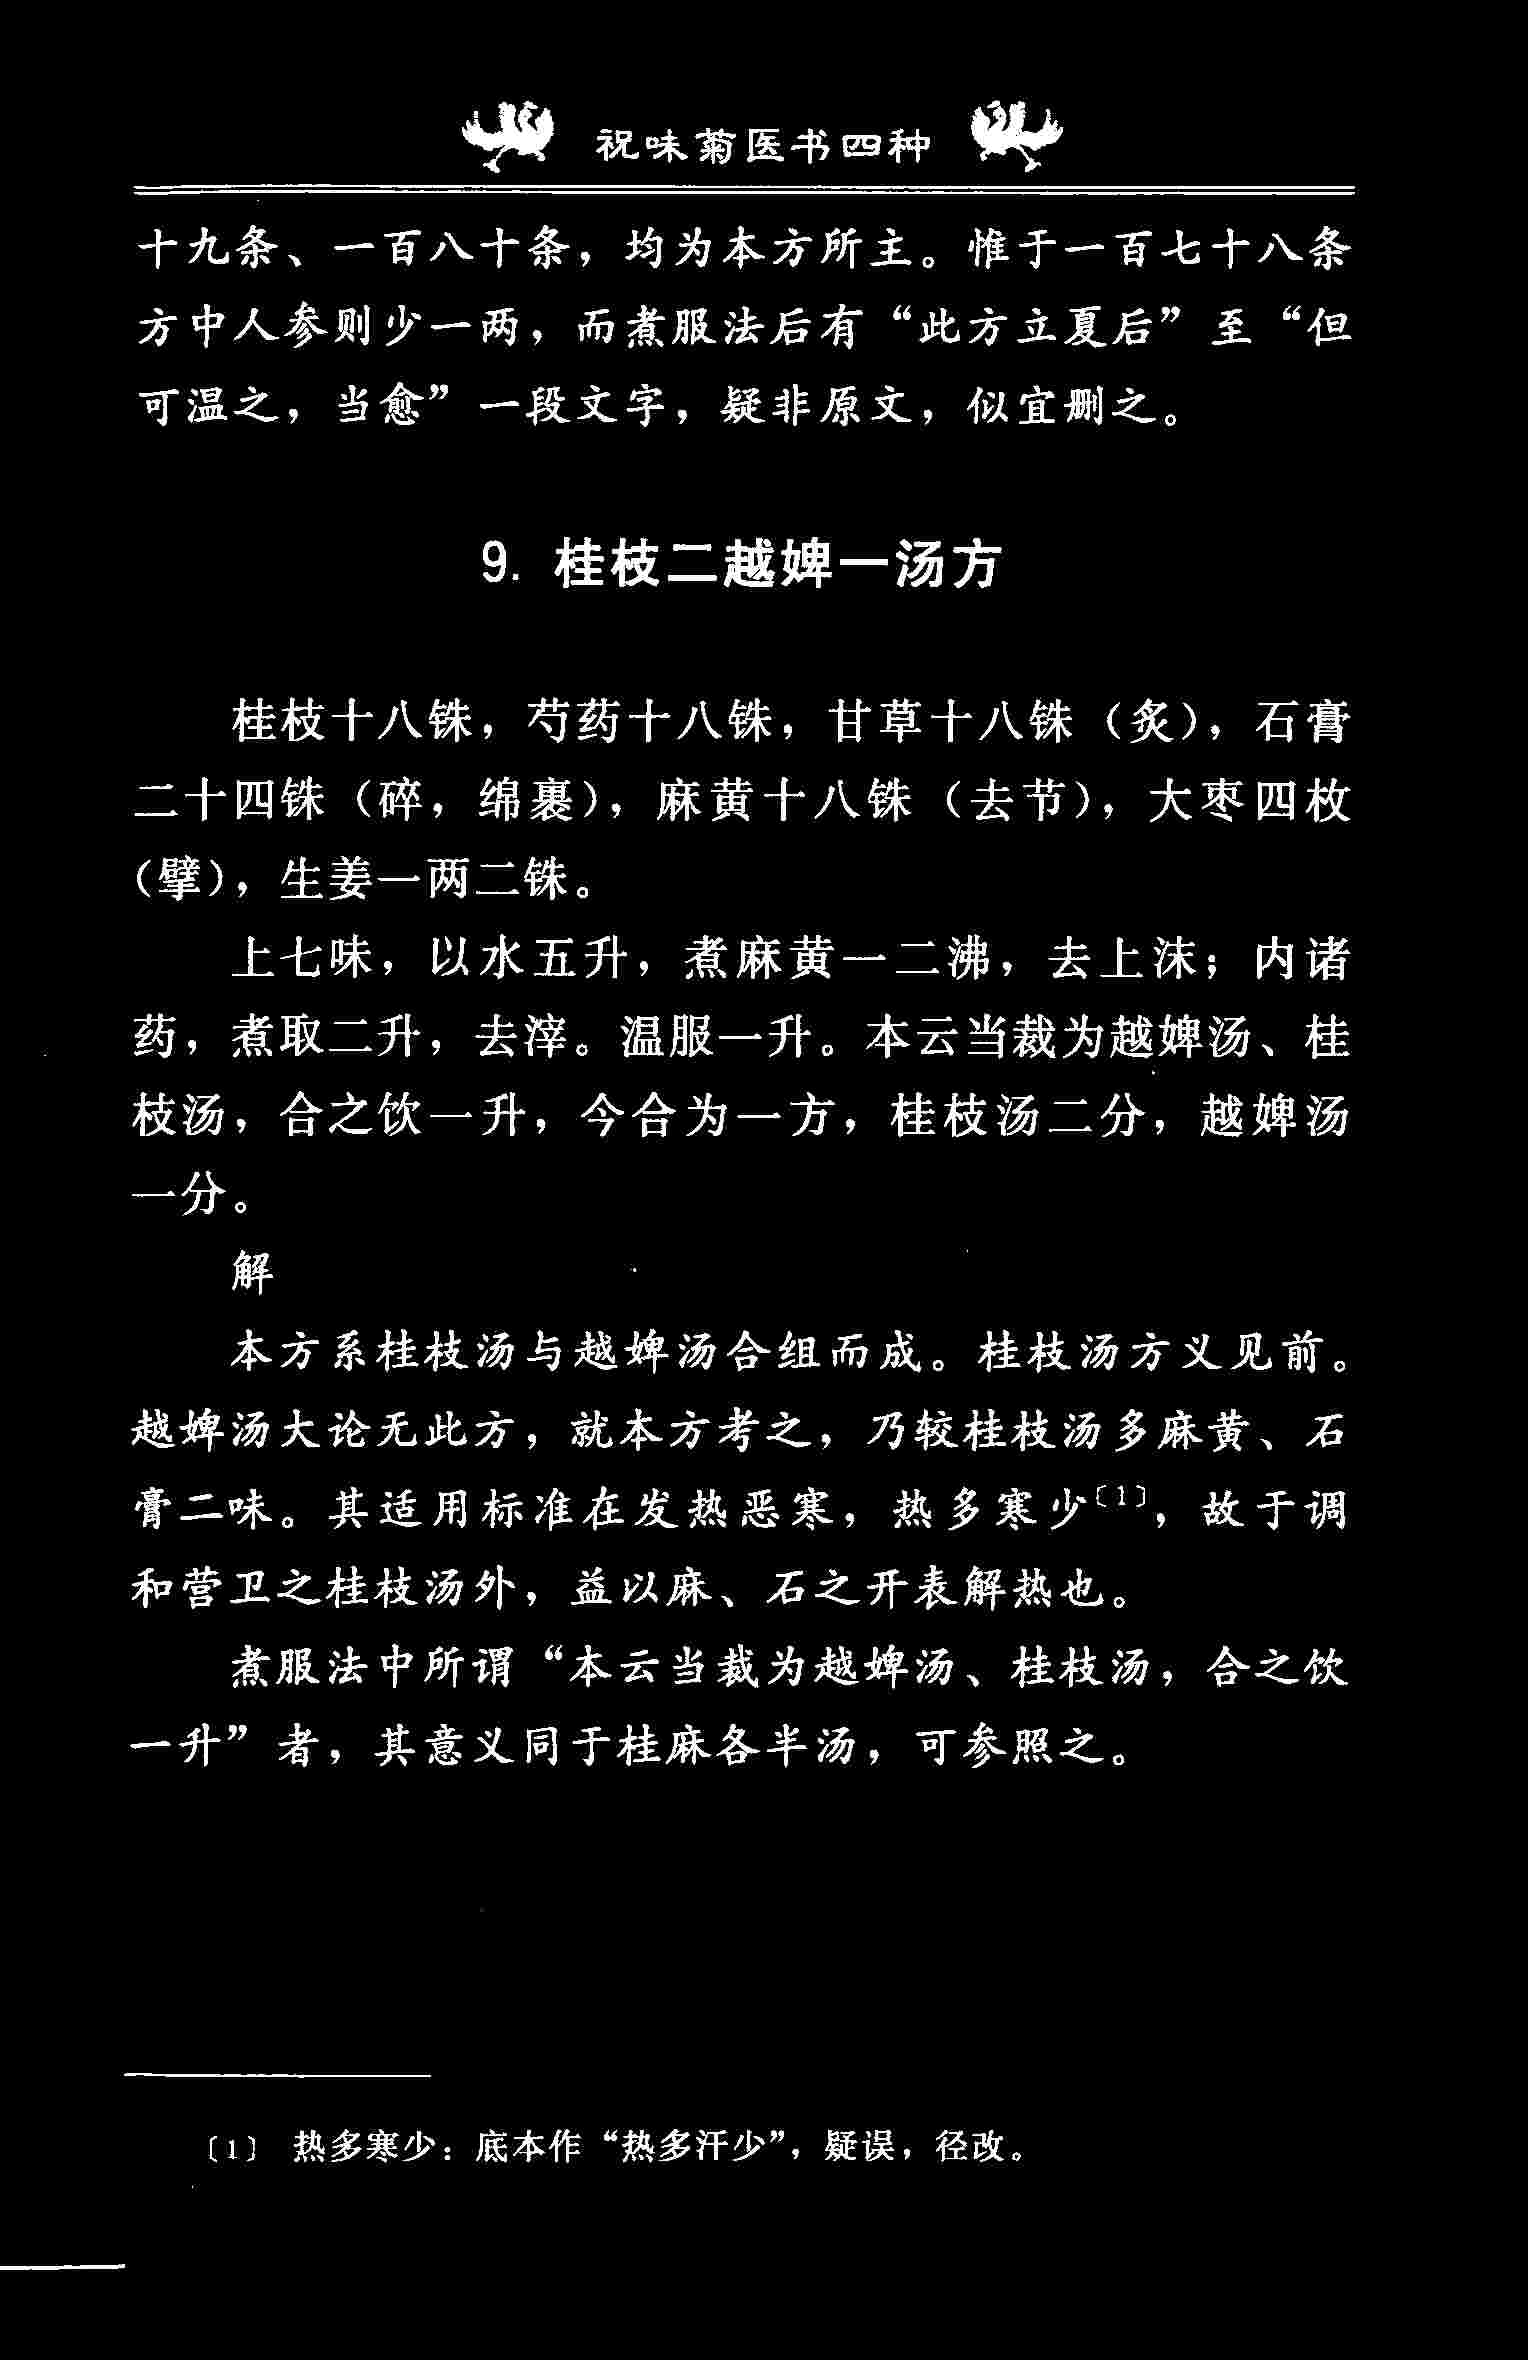 祝味菊医书四种
十九条、一百八十条，均为本方所主。惟于一百七十八条
方中人参则少一两，而煮服法后有“此方立夏后”至“但
可温之，当愈”一段文字，疑非原文，似宜删之。
9. 桂枝二越婢一汤方
桂枝十八铢，芍药十八铢，甘草十八铢（炙），石膏
二十四铢（碎，绵裹），麻黄十八铢（去节），大枣四枚
（擘），生姜一两二铢。
上七味，以水五升，煮麻黄一二沸，去上沫；内诸
药，煮取二升，去滓。温服一升。本云当裁为越婢汤、桂
枝汤，合之饮一升，今合为一方，桂枝汤二分，越婢汤
一分。
解
本方系桂枝汤与越婢汤合组而成。桂枝汤方义见前。
越婢汤大论无此方，就本方考之，乃较桂枝汤多麻黄、石
膏二味。其适用标准在发热恶寒，热多寒少〔1〕，故于调
和营卫之桂枝汤外，益以麻、石之开表解热也。
煮服法中所谓“本云当裁为越婢汤、桂枝汤，合之饮
一升”者，其意义同于桂麻各半汤，可参照之。
〔1〕 热多寒少：底本作“热多汗少”，疑误，径改。